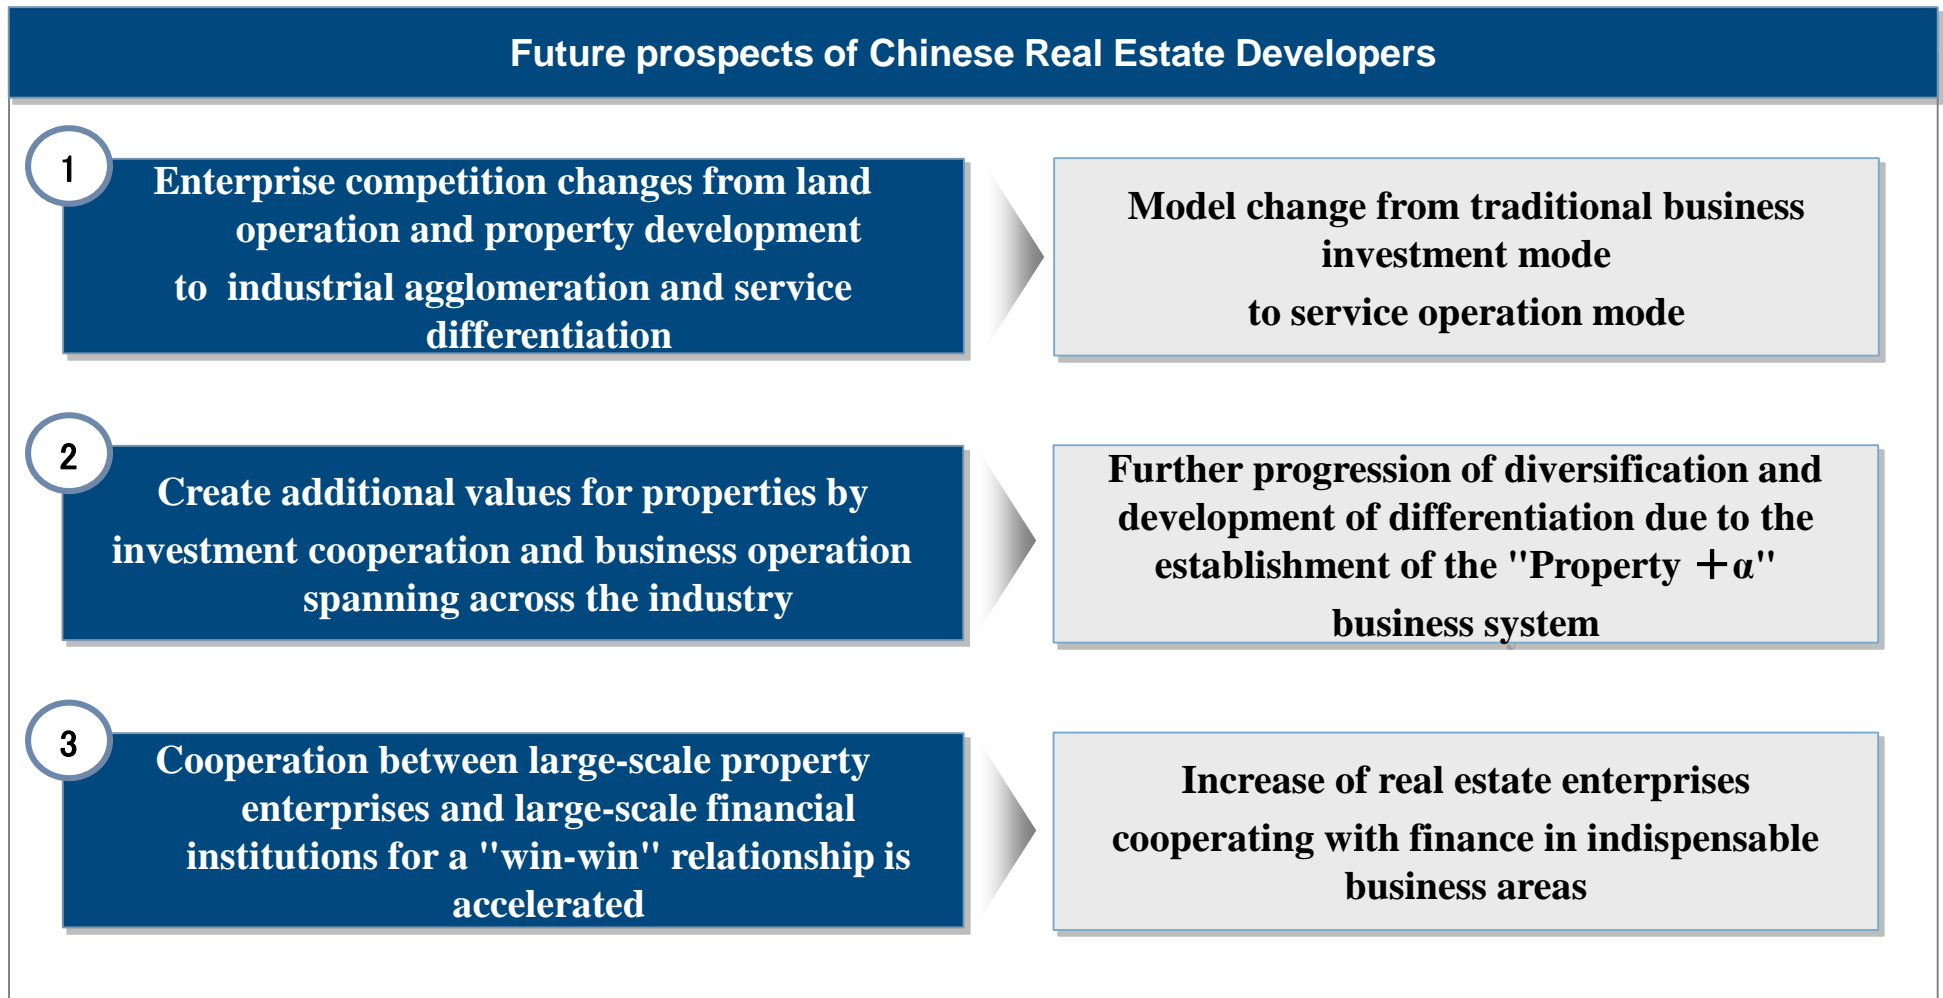 Future prospects of Chinese Real Estate Developers
1
Enterprise competition changes from land
operation and property development
to industrial agglomeration and service
differentiation
Model change from traditional business
investment mode
to service operation mode
2
Create additional values for properties by
investment cooperation and business operation
spanning across the industry
Further progression of diversification and
development of differentiation due to the
establishment of the "Property ＋α"
business system
3
Cooperation between large-scale property
enterprises and large-scale financial
institutions for a "win-win" relationship is
accelerated
Increase of real estate enterprises
cooperating with finance in indispensable
business areas